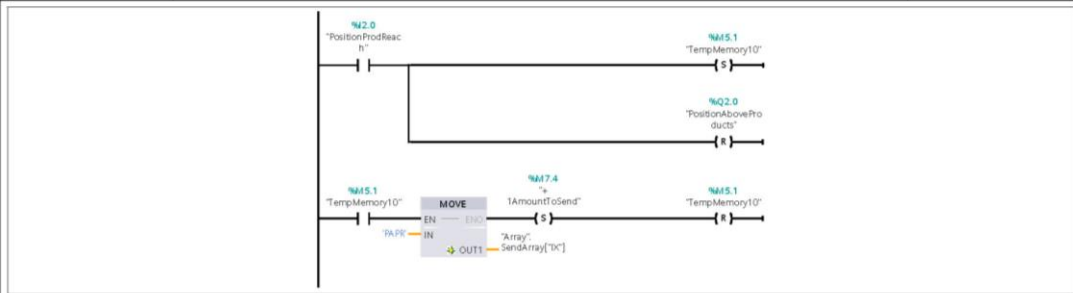 %I2.0
"PositionProdReac
h"
%M5.1
"TempMemory10"
S
%Q2.0
"PositionAbovePro
ducts"
R
%M5.1
"TempMemory10"
MOVE
EN
ENO
'PAPR'
IN
OUT1
"Array".
SendArray["IX"]
%M7.4
"+
1AmountToSend"
S
%M5.1
"TempMemory10"
R